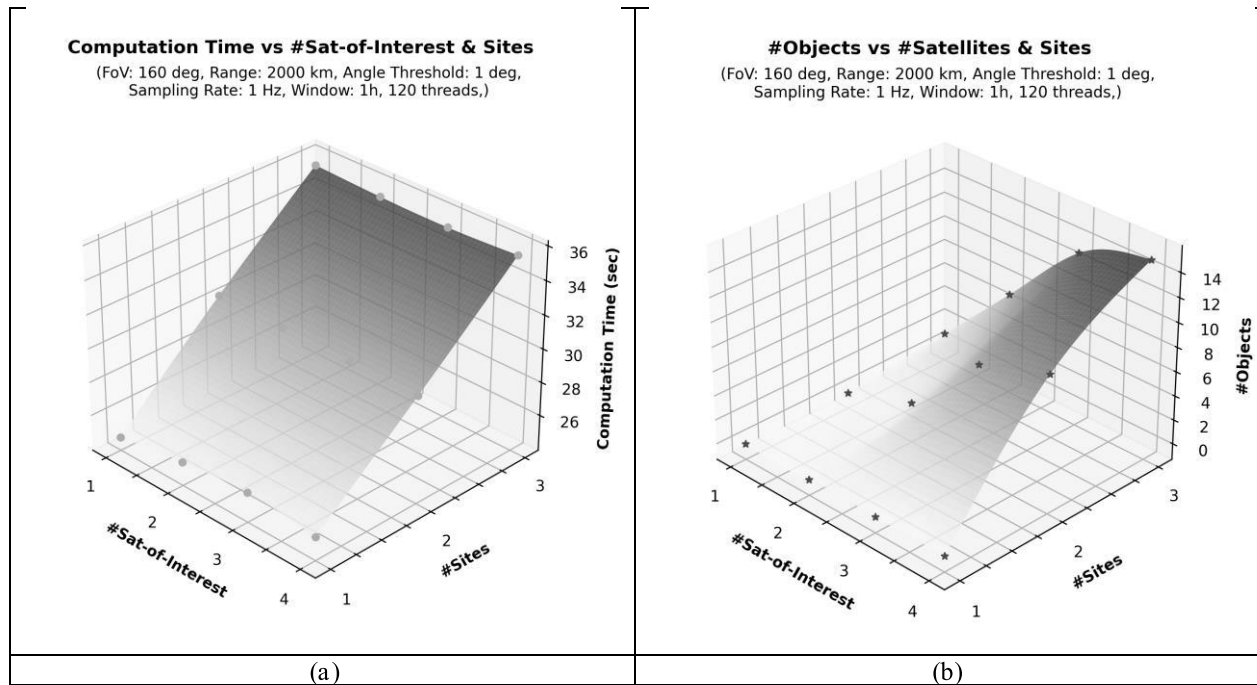 Computation Time vs #Sat-of-Interest & Sites
(FoV: 160 deg, Range: 2000 km, Angle Threshold: 1 deg,
Sampling Rate: 1 Hz, Window: 1h, 120 threads,)
36
34
32
30
28
26
Computation Time (sec)
1
2
3
4
#Sat-of-Interest
1
2
3
#Sites
(a)
#Objects vs #Satellites & Sites
(FoV: 160 deg, Range: 2000 km, Angle Threshold: 1 deg,
Sampling Rate: 1 Hz, Window: 1h, 120 threads,)
14
12
10
8
6
4
2
0
#Objects
1
2
3
4
#Sat-of-Interest
1
2
3
#Sites
(b)